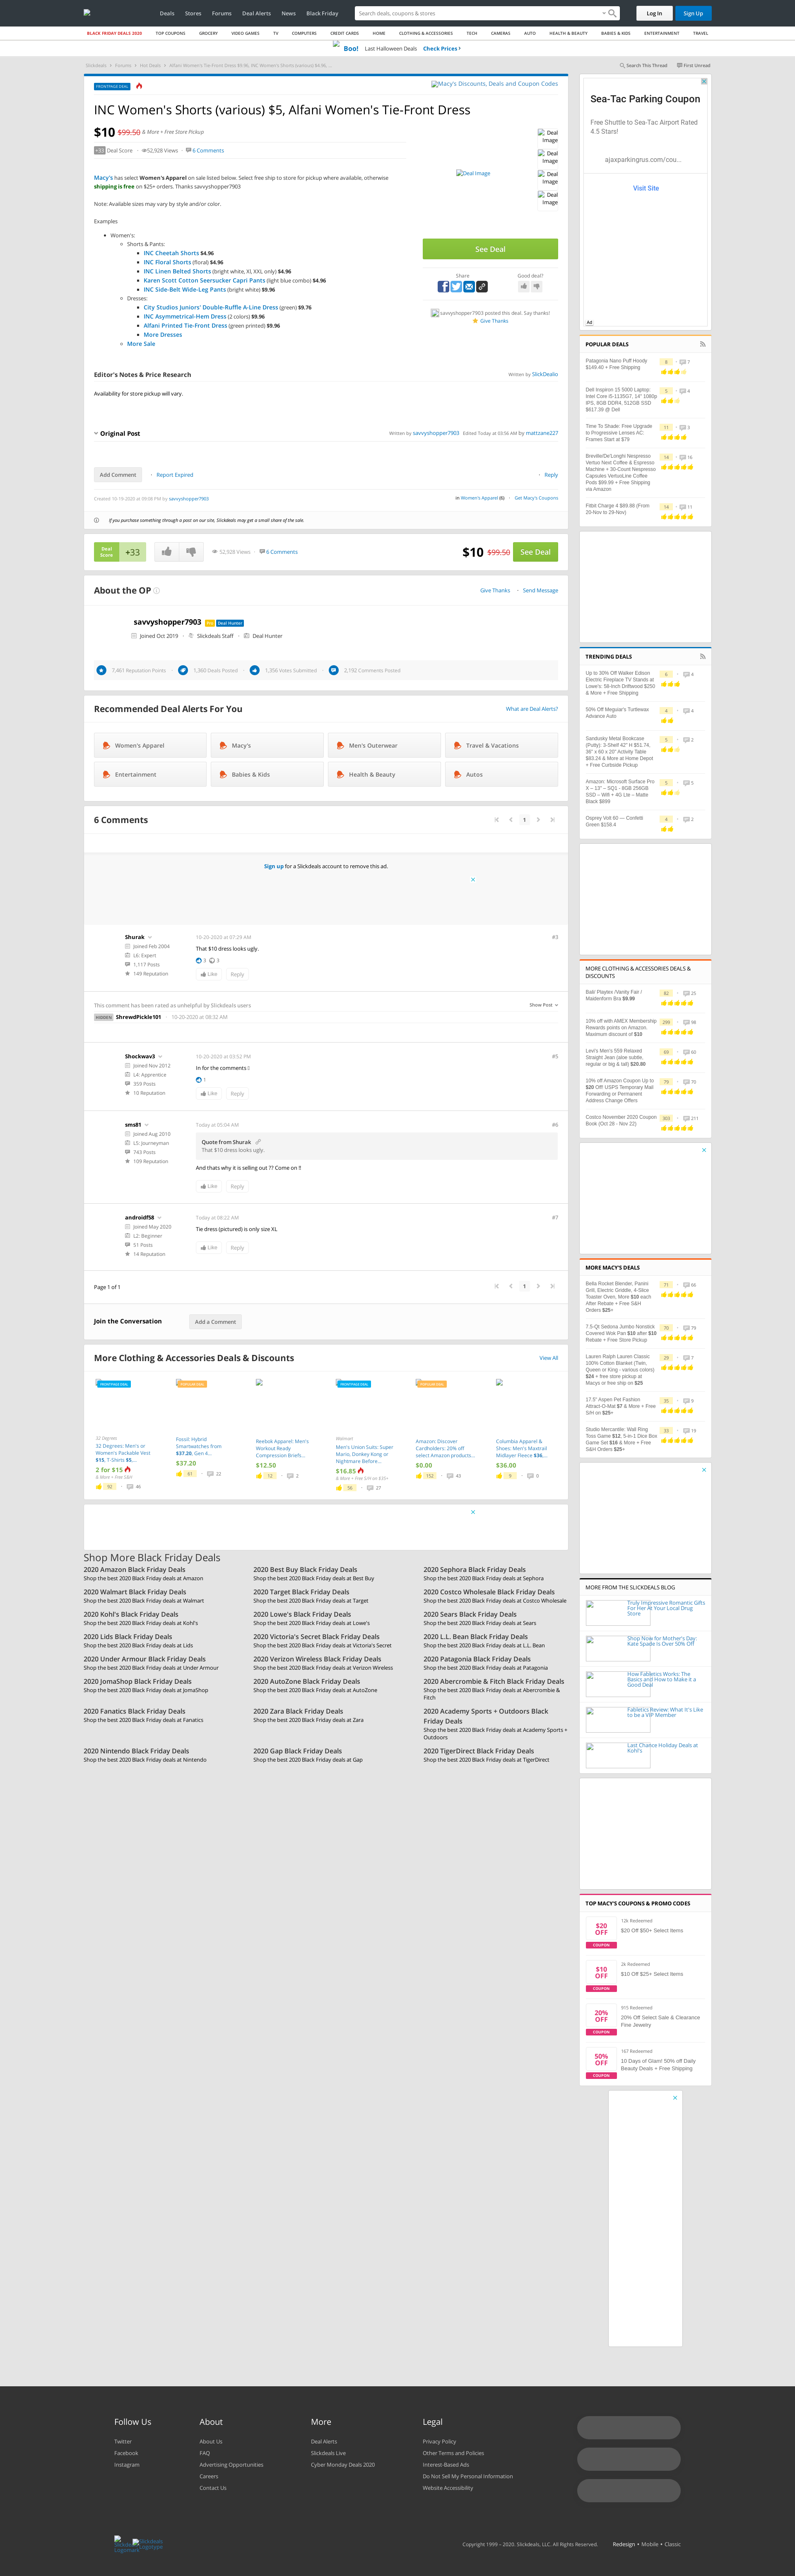 Deals Stores Forums Deal Alerts News Black Friday
Search deals, coupons & stores
Log In Sign Up
BLACK FRIDAY DEALS 2020 TOP COUPONS GROCERY VIDEO GAMES TV COMPUTERS CREDIT CARDS HOME CLOTHING & ACCESSORIES TECH CAMERAS AUTO HEALTH & BEAUTY BABIES & KIDS ENTERTAINMENT TRAVEL
Boo! Last Halloween Deals Check Prices
Slickdeals Forums Hot Deals
Search This Thread First Unread
FRONTPAGE DEAL
Macy's Discounts, Deals and Coupon Codes
INC Women's Shorts (various) $5, Alfani Women's Tie-Front Dress
$10 $99.50 & More + Free Store Pickup
+33 Deal Score 52,928 Views 6 Comments
Macy's has select Women's Apparel on sale listed below. Select free ship to store for pickup where available, otherwise
shipping is free on $25+ orders. Thanks savvyshopper7903
Note: Available sizes may vary by style and/or color.
Examples
Women's:
Shorts & Pants:
INC Cheetah Shorts $4.96
INC Floral Shorts (floral) $4.96
INC Linen Belted Shorts (bright white, XL XXL only) $4.96
Karen Scott Cotton Seersucker Capri Pants (light blue combo) $4.96
INC Side-Belt Wide-Leg Pants (bright white) $9.96
Dresses:
City Studios Juniors' Double-Ruffle A-Line Dress (green) $9.76
INC Asymmetrical-Hem Dress (2 colors) $9.96
Alfani Printed Tie-Front Dress (green printed) $9.96
More Dresses
More Sale
Deal Image
Deal Image
Deal Image
Deal Image
Deal Image
See Deal
Share Good deal?
savvyshopper7903 posted this deal. Say thanks!
Give Thanks
Editor's Notes & Price Research
Written by SlickDealio
Availability for store pickup will vary.
Original Post
Written by savvyshopper7903 Edited Today at 03:56 AM by mattzane227
Add Comment Report Expired Reply
Created 10-19-2020 at 09:08 PM by savvyshopper7903
in Women's Apparel (6) Get Macy's Coupons
If you purchase something through a post on our site, Slickdeals may get a small share of the sale.
Deal Score +33
52,928 Views 6 Comments
$10 $99.50 See Deal
About the OP
Give Thanks Send Message
savvyshopper7903 Pro Deal Hunter
Joined Oct 2019 Slickdeals Staff Deal Hunter
7,461 Reputation Points 1,360 Deals Posted 1,356 Votes Submitted 2,192 Comments Posted
Recommended Deal Alerts For You
What are Deal Alerts?
Women's Apparel Macy's Men's Outerwear Travel & Vacations
Entertainment Babies & Kids Health & Beauty Autos
6 Comments
1
Sign up for a Slickdeals account to remove this ad.
Shurak
Joined Feb 2004
L6: Expert
1,117 Posts
149 Reputation
10-20-2020 at 07:29 AM
#3
That $10 dress looks ugly.
3 3
Like Reply
This comment has been rated as unhelpful by Slickdeals users
Show Post
HIDDEN ShrewdPickle101 10-20-2020 at 08:32 AM
Shockwav3
Joined Nov 2012
L4: Apprentice
359 Posts
10 Reputation
10-20-2020 at 03:52 PM
#5
In for the comments
1
Like Reply
sms81
Joined Aug 2010
L5: Journeyman
743 Posts
109 Reputation
Today at 05:04 AM
#6
Quote from Shurak
That $10 dress looks ugly.
And thats why it is selling out ?? Come on !!
Like Reply
androidf58
Joined May 2020
L2: Beginner
51 Posts
14 Reputation
Today at 08:22 AM
#7
Tie dress (pictured) is only size XL
Like Reply
Page 1 of 1
1
Join the Conversation
Add a Comment
More Clothing & Accessories Deals & Discounts
View All
32 Degrees
32 Degrees: Men's or Women's Packable Vest $15, T-Shirts $5...
2 for $15
& More + Free S&H
92 46
Fossil: Hybrid Smartwatches from $37.20, Gen 4...
$37.20
61 22
Reebok Apparel: Men's Workout Ready Compression Briefs...
$12.50
12 2
Walmart
Men's Union Suits: Super Mario, Donkey Kong or Nightmare Before...
$16.85
& More + Free S/H on $35+
56 27
Amazon: Discover Cardholders: 20% off select Amazon products...
$0.00
152 43
Columbia Apparel & Shoes: Men's Maxtrail Midlayer Fleece $36...
$36.00
9 0
Shop More Black Friday Deals
2020 Amazon Black Friday Deals
Shop the best 2020 Black Friday deals at Amazon
2020 Best Buy Black Friday Deals
Shop the best 2020 Black Friday deals at Best Buy
2020 Sephora Black Friday Deals
Shop the best 2020 Black Friday deals at Sephora
2020 Walmart Black Friday Deals
Shop the best 2020 Black Friday deals at Walmart
2020 Target Black Friday Deals
Shop the best 2020 Black Friday deals at Target
2020 Costco Wholesale Black Friday Deals
Shop the best 2020 Black Friday deals at Costco Wholesale
2020 Kohl's Black Friday Deals
Shop the best 2020 Black Friday deals at Kohl's
2020 Lowe's Black Friday Deals
Shop the best 2020 Black Friday deals at Lowe's
2020 Sears Black Friday Deals
Shop the best 2020 Black Friday deals at Sears
2020 Lids Black Friday Deals
Shop the best 2020 Black Friday deals at Lids
2020 Victoria's Secret Black Friday Deals
Shop the best 2020 Black Friday deals at Victoria's Secret
2020 L.L. Bean Black Friday Deals
Shop the best 2020 Black Friday deals at L.L. Bean
2020 Under Armour Black Friday Deals
Shop the best 2020 Black Friday deals at Under Armour
2020 Verizon Wireless Black Friday Deals
Shop the best 2020 Black Friday deals at Verizon Wireless
2020 Patagonia Black Friday Deals
Shop the best 2020 Black Friday deals at Patagonia
2020 JomaShop Black Friday Deals
Shop the best 2020 Black Friday deals at JomaShop
2020 AutoZone Black Friday Deals
Shop the best 2020 Black Friday deals at AutoZone
2020 Abercrombie & Fitch Black Friday Deals
Shop the best 2020 Black Friday deals at Abercrombie & Fitch
2020 Fanatics Black Friday Deals
Shop the best 2020 Black Friday deals at Fanatics
2020 Zara Black Friday Deals
Shop the best 2020 Black Friday deals at Zara
2020 Academy Sports + Outdoors Black Friday Deals
Shop the best 2020 Black Friday deals at Academy Sports + Outdoors
2020 Nintendo Black Friday Deals
Shop the best 2020 Black Friday deals at Nintendo
2020 Gap Black Friday Deals
Shop the best 2020 Black Friday deals at Gap
2020 TigerDirect Black Friday Deals
Shop the best 2020 Black Friday deals at TigerDirect
Sea-Tac Parking Coupon
Free Shuttle to Sea-Tac Airport Rated 4.5 Stars!
ajaxparkingrus.com/cou...
Visit Site
Ad
POPULAR DEALS
Patagonia Nano Puff Hoody $149.40 + Free Shipping 8 7
Dell Inspiron 15 5000 Laptop: Intel Core i5-1135G7, 14" 1080p IPS, 8GB DDR4, 512GB SSD $617.39 @ Dell 5 4
Time To Shade: Free Upgrade to Progressive Lenses AC: Frames Start at $79 11 3
Breville/De'Longhi Nespresso Vertuo Next Coffee & Espresso Machine + 30-Count Nespresso Capsules VertuoLine Coffee Pods $99.99 + Free Shipping via Amazon 14 16
Fitbit Charge 4 $89.88 (From 20-Nov to 29-Nov) 14 11
TRENDING DEALS
Up to 30% Off Walker Edison Electric Fireplace TV Stands at Lowe's: 58-Inch Driftwood $250 & More + Free Shipping 6 4
50% Off Meguiar's Turtlewax Advance Auto 4 4
Sandusky Metal Bookcase (Putty): 3-Shelf 42" H $51.74, 36" x 60 x 20" Activity Table $83.24 & More at Home Depot + Free Curbside Pickup 5 2
Amazon: Microsoft Surface Pro X – 13" – SQ1 - 8GB 256GB SSD – Wifi + 4G Lte – Matte Black $899 5 5
Osprey Volt 60 — Confetti Green $158.4 4 2
MORE CLOTHING & ACCESSORIES DEALS & DISCOUNTS
Bali/ Playtex /Vanity Fair / Maidenform Bra $9.99 82 25
10% off with AMEX Membership Rewards points on Amazon. Maximum discount of $10 299 98
Levi's Men's 559 Relaxed Straight Jean (aloe subtle, regular or big & tall) $20.80 69 60
10% off Amazon Coupon Up to $20 Off! USPS Temporary Mail Forwarding or Permanent Address Change Offers 79 70
Costco November 2020 Coupon Book (Oct 28 - Nov 22) 303 211
MORE MACY'S DEALS
Bella Rocket Blender, Panini Grill, Electric Griddle, 4-Slice Toaster Oven, More $10 each After Rebate + Free S&H Orders $25+ 71 66
7.5-Qt Sedona Jumbo Nonstick Covered Wok Pan $10 after $10 Rebate + Free Store Pickup 70 79
Lauren Ralph Lauren Classic 100% Cotton Blanket (Twin, Queen or King - various colors) $24 + free store pickup at Macys or free ship on $25 29 7
17.5" Aspen Pet Fashion Attract-O-Mat $7 & More + Free S/H on $25+ 35 9
Studio Mercantile: Wall Ring Toss Game $12, 5-in-1 Dice Box Game Set $16 & More + Free S&H Orders $25+ 33 19
MORE FROM THE SLICKDEALS BLOG
Truly Impressive Romantic Gifts For Her At Your Local Drug Store
Shop Now for Mother's Day: Kate Spade Is Over 50% Off
How Fabletics Works: The Basics and How to Make it a Good Deal
Fabletics Review: What It's Like to be a VIP Member
Last Chance Holiday Deals at Kohl's
TOP MACY'S COUPONS & PROMO CODES
$20 OFF COUPON 12k Redeemed $20 Off $50+ Select Items
$10 OFF COUPON 2k Redeemed $10 Off $25+ Select Items
20% OFF COUPON 915 Redeemed 20% Off Select Sale & Clearance Fine Jewelry
50% OFF COUPON 167 Redeemed 10 Days of Glam! 50% off Daily Beauty Deals + Free Shipping
Follow Us
Twitter
Facebook
Instagram
About
About Us
FAQ
Advertising Opportunities
Careers
Contact Us
More
Deal Alerts
Slickdeals Live
Cyber Monday Deals 2020
Legal
Privacy Policy
Other Terms and Policies
Interest-Based Ads
Do Not Sell My Personal Information
Website Accessibility
Copyright 1999 – 2020. Slickdeals, LLC. All Rights Reserved.
Redesign • Mobile • Classic